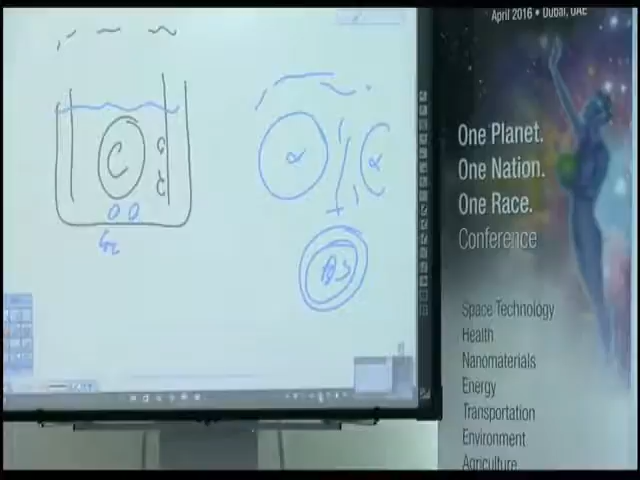 April 2016 • Dubai, UAE
One Planet.
One Nation.
One Race.
Conference
Space Technology
Health
Nanomaterials
Energy
Transportation
Environment
Agriculture
C
α
α